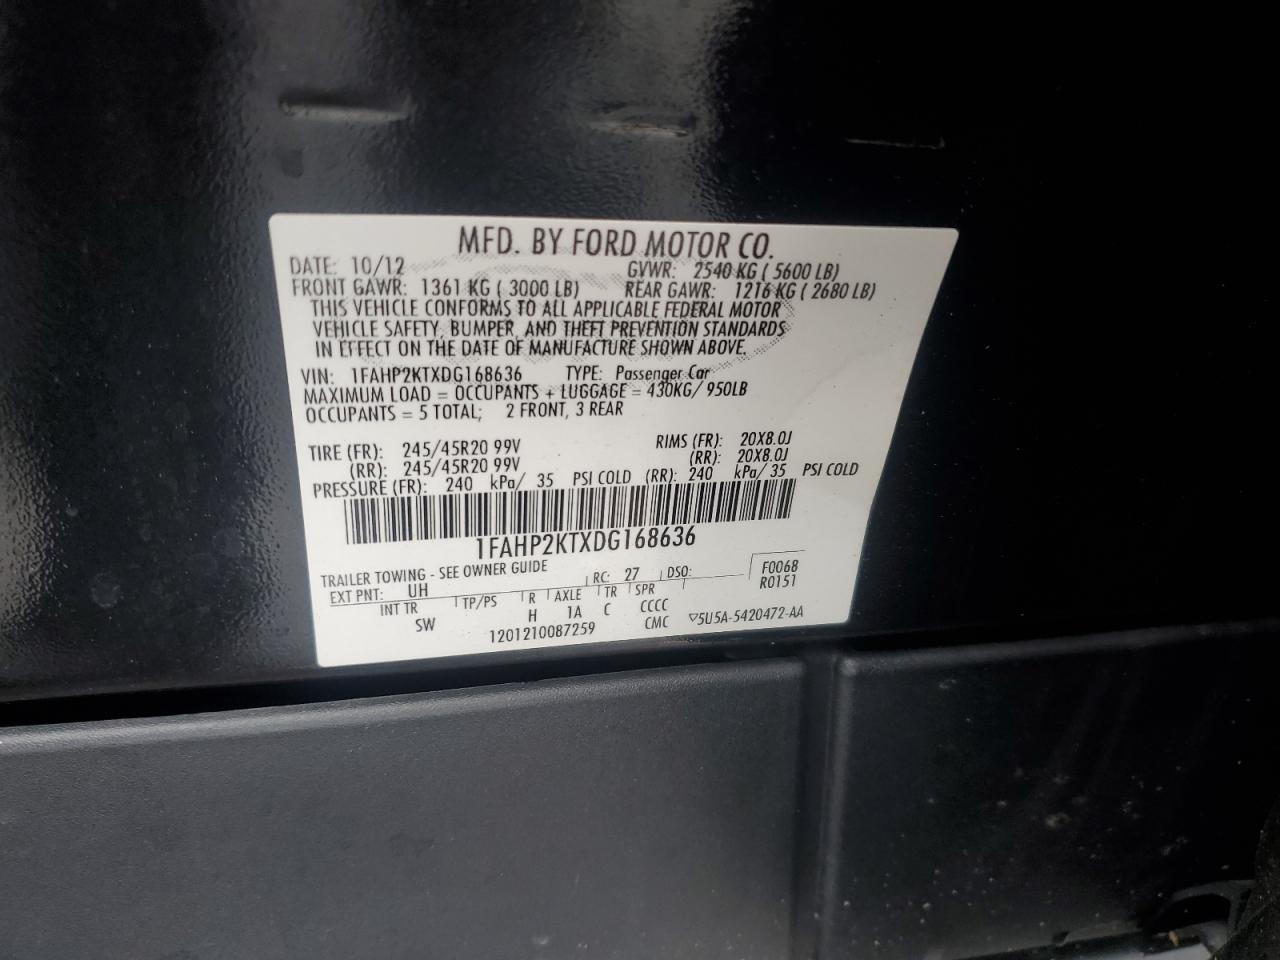 MFD. BY FORD MOTOR CO.
DATE: 10/12 GVWR: 2540 KG ( 5600 LB)
FRONT GAWR: 1361 KG ( 3000 LB) REAR GAWR: 1216 KG ( 2680 LB)
THIS VEHICLE CONFORMS TO ALL APPLICABLE FEDERAL MOTOR
VEHICLE SAFETY, BUMPER, AND THEFT PREVENTION STANDARDS
IN EFFECT ON THE DATE OF MANUFACTURE SHOWN ABOVE.
VIN: 1FAHP2KTXDG168636 TYPE: Passenger Car
MAXIMUM LOAD = OCCUPANTS + LUGGAGE = 430KG/ 950LB
OCCUPANTS = 5 TOTAL; 2 FRONT, 3 REAR
TIRE (FR): 245/45R20 99V RIMS (FR): 20X8.0J
(RR): 245/45R20 99V (RR): 20X8.0J
PRESSURE (FR): 240 kPa/ 35 PSI COLD (RR): 240 kPa/ 35 PSI COLD
1FAHP2KTXDG168636
TRAILER TOWING - SEE OWNER GUIDE
EXT PNT: UH RC: 27 DSO: F0068
R0151
INT TR TP/PS R AXLE TR SPR
SW H 1A C CCCC
1201210087259 CMC ▽5U5A-5420472-AA